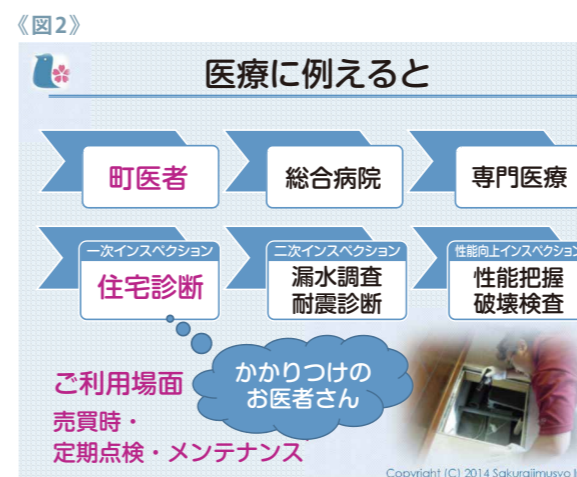 《図2》
医療に例えると
町医者
総合病院
専門医療
一次インスペクション
住宅診断
二次インスペクション
漏水調査
耐震診断
性能向上インスペクション
性能把握
破壊検査
かかりつけの
お医者さん
ご利用場面
売買時・
定期点検・メンテナンス
Copyright (C) 2014 Sakurajimusyo